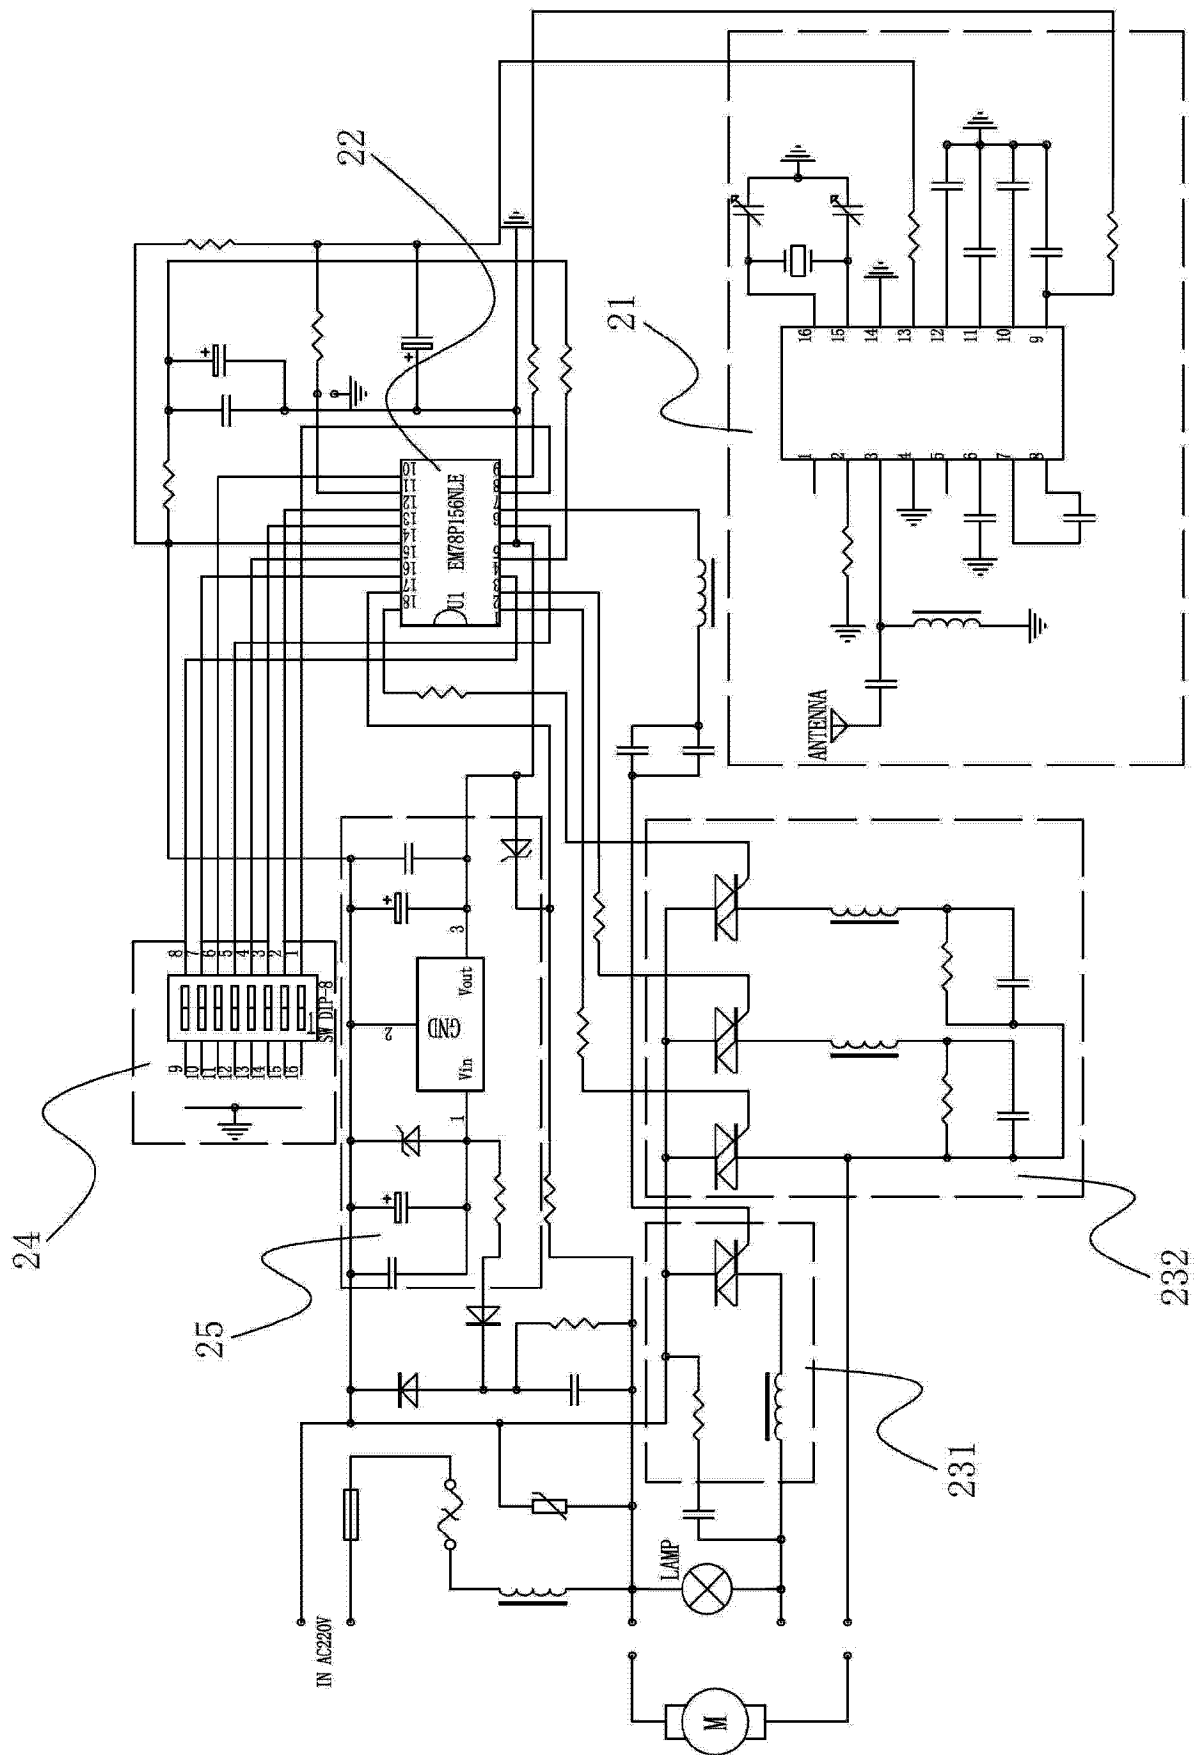 24
9 10 11 12 13 14 15 16
8 7 6 5 4 3 2 1
1
SW DIP-8
25
2
GND
Vin
Vout
1
3
22
18 17 16 15 14 13 12 11 10
U1 EM78P156NLE
1 2 3 4 5 6 7 8 9
IN AC220V
LAMP
M
231
232
21
ANTENNA
1 2 3 4 5 6 7 8
16 15 14 13 12 11 10 9